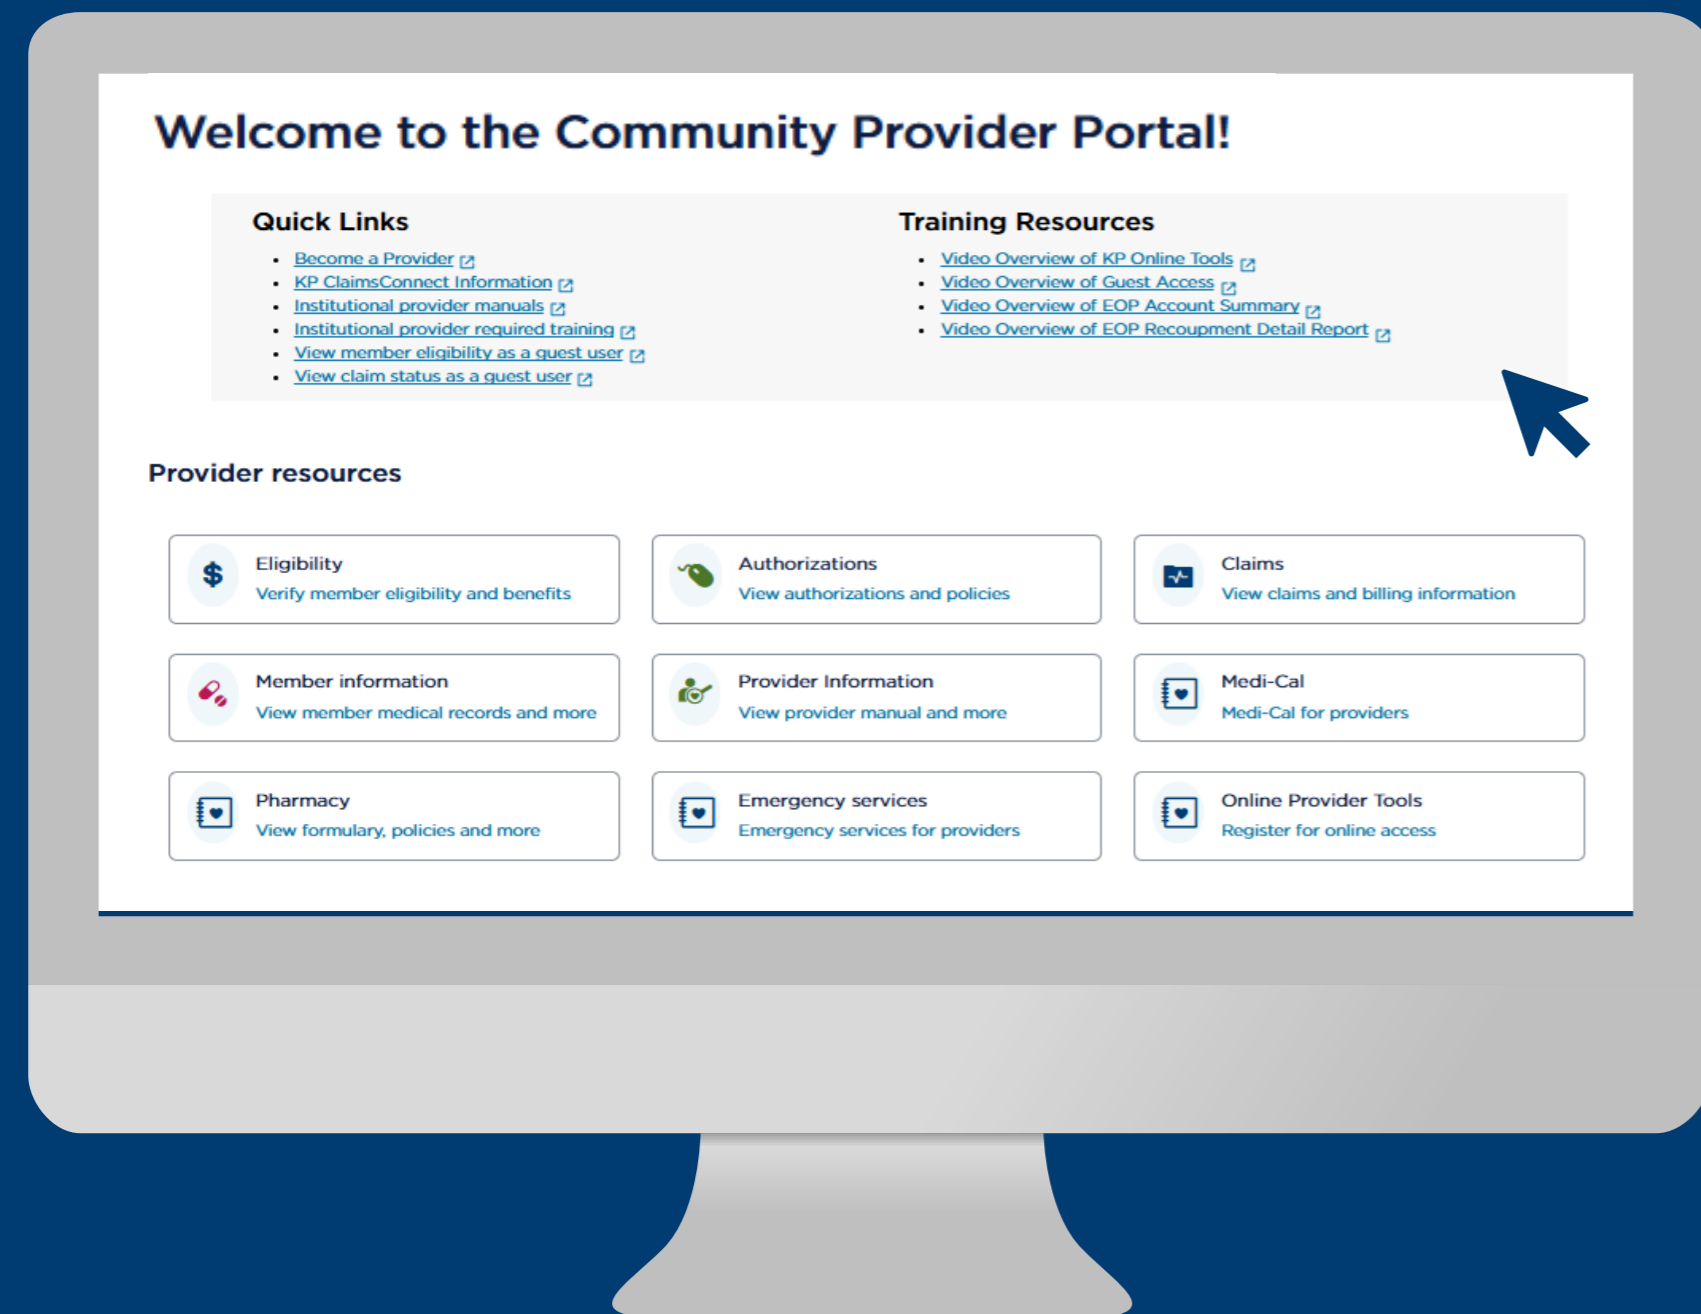 Welcome to the Community Provider Portal!
Quick Links
Become a Provider
KP ClaimsConnect Information
Institutional provider manuals
Institutional provider required training
View member eligibility as a guest user
View claim status as a guest user
Training Resources
Video Overview of KP Online Tools
Video Overview of Guest Access
Video Overview of EOP Account Summary
Video Overview of EOP Recoupment Detail Report
Provider resources
Eligibility
Verify member eligibility and benefits
Authorizations
View authorizations and policies
Claims
View claims and billing information
Member information
View member medical records and more
Provider Information
View provider manual and more
Medi-Cal
Medi-Cal for providers
Pharmacy
View formulary, policies and more
Emergency services
Emergency services for providers
Online Provider Tools
Register for online access